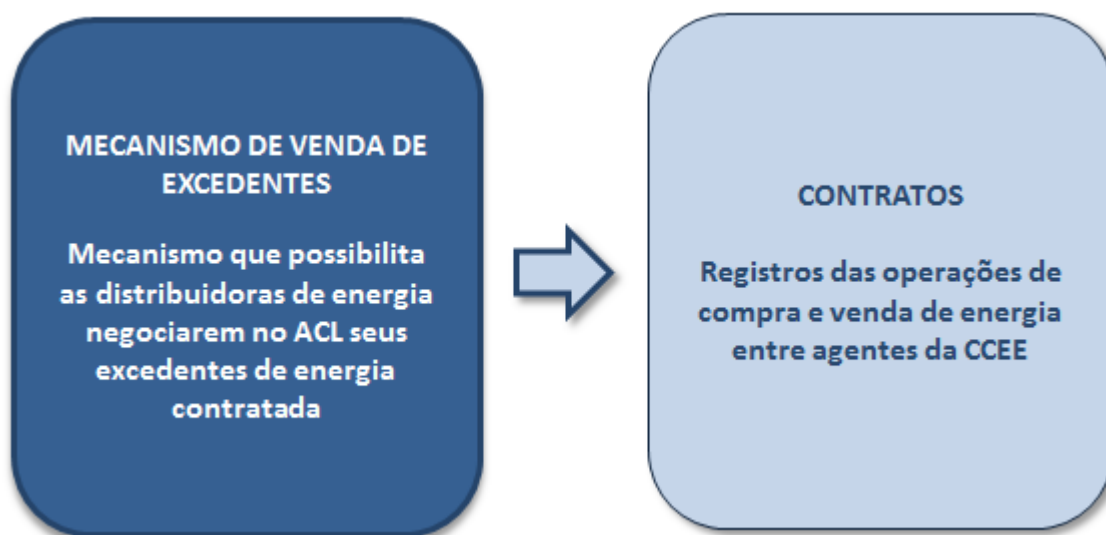 MECANISMO DE VENDA DE
EXCEDENTES
Mecanismo que possibilita
as distribuidoras de energia
negociarem no ACL seus
excedentes de energia
contratada
CONTRATOS
Registros das operações de
compra e venda de energia
entre agentes da CCEE